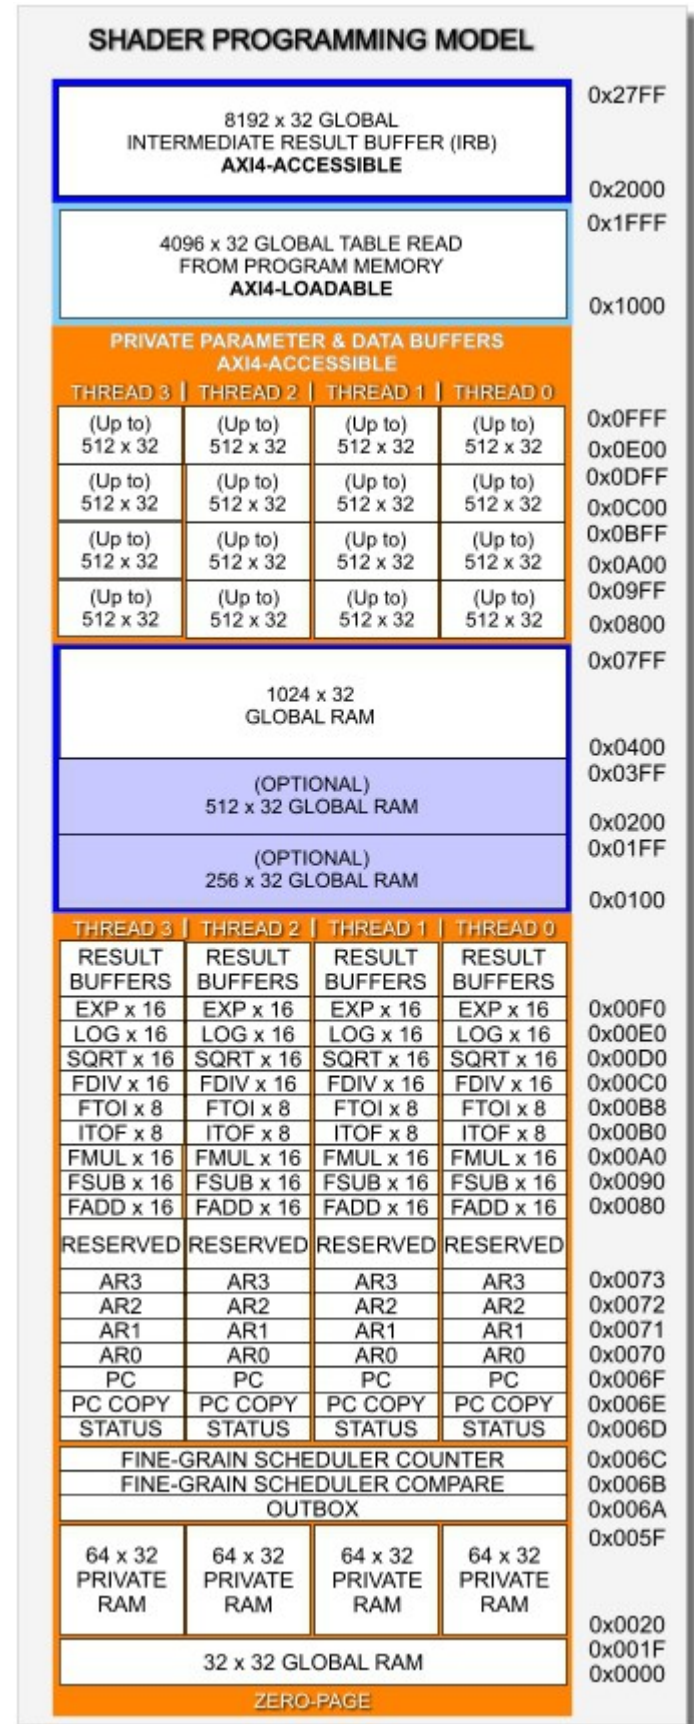 SHADER PROGRAMMING MODEL
8192 x 32 GLOBAL
INTERMEDIATE RESULT BUFFER (IRB)
AXI4-ACCESSIBLE
0x27FF
0x2000
4096 x 32 GLOBAL TABLE READ
FROM PROGRAM MEMORY
AXI4-LOADABLE
0x1FFF
0x1000
PRIVATE PARAMETER & DATA BUFFERS
AXI4-ACCESSIBLE
THREAD 3 | THREAD 2 | THREAD 1 | THREAD 0
(Up to) (Up to) (Up to) (Up to) 0x0FFF
512 x 32 512 x 32 512 x 32 512 x 32 0x0E00
(Up to) (Up to) (Up to) (Up to) 0x0DFF
512 x 32 512 x 32 512 x 32 512 x 32 0x0C00
(Up to) (Up to) (Up to) (Up to) 0x0BFF
512 x 32 512 x 32 512 x 32 512 x 32 0x0A00
(Up to) (Up to) (Up to) (Up to) 0x09FF
512 x 32 512 x 32 512 x 32 512 x 32 0x0800
1024 x 32
GLOBAL RAM
0x07FF
0x0400
(OPTIONAL)
512 x 32 GLOBAL RAM
0x03FF
0x0200
(OPTIONAL)
256 x 32 GLOBAL RAM
0x01FF
0x0100
THREAD 3 | THREAD 2 | THREAD 1 | THREAD 0
RESULT RESULT RESULT RESULT
BUFFERS BUFFERS BUFFERS BUFFERS
EXP x 16 EXP x 16 EXP x 16 EXP x 16 0x00F0
LOG x 16 LOG x 16 LOG x 16 LOG x 16 0x00E0
SQRT x 16 SQRT x 16 SQRT x 16 SQRT x 16 0x00D0
FDIV x 16 FDIV x 16 FDIV x 16 FDIV x 16 0x00C0
FTOI x 8 FTOI x 8 FTOI x 8 FTOI x 8 0x00B8
ITOF x 8 ITOF x 8 ITOF x 8 ITOF x 8 0x00B0
FMUL x 16 FMUL x 16 FMUL x 16 FMUL x 16 0x00A0
FSUB x 16 FSUB x 16 FSUB x 16 FSUB x 16 0x0090
FADD x 16 FADD x 16 FADD x 16 FADD x 16 0x0080
RESERVED RESERVED RESERVED RESERVED
AR3 AR3 AR3 AR3 0x0073
AR2 AR2 AR2 AR2 0x0072
AR1 AR1 AR1 AR1 0x0071
AR0 AR0 AR0 AR0 0x0070
PC PC PC PC 0x006F
PC COPY PC COPY PC COPY PC COPY 0x006E
STATUS STATUS STATUS STATUS 0x006D
FINE-GRAIN SCHEDULER COUNTER 0x006C
FINE-GRAIN SCHEDULER COMPARE 0x006B
OUTBOX 0x006A
0x005F
64 x 32 64 x 32 64 x 32 64 x 32
PRIVATE PRIVATE PRIVATE PRIVATE
RAM RAM RAM RAM
0x0020
32 x 32 GLOBAL RAM
0x001F
0x0000
ZERO-PAGE